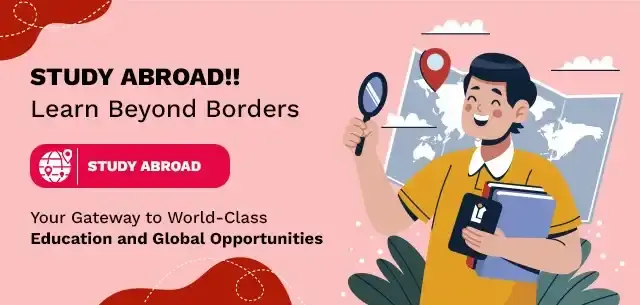 STUDY ABROAD!!
Learn Beyond Borders
STUDY ABROAD
Your Gateway to World-Class
Education and Global Opportunities